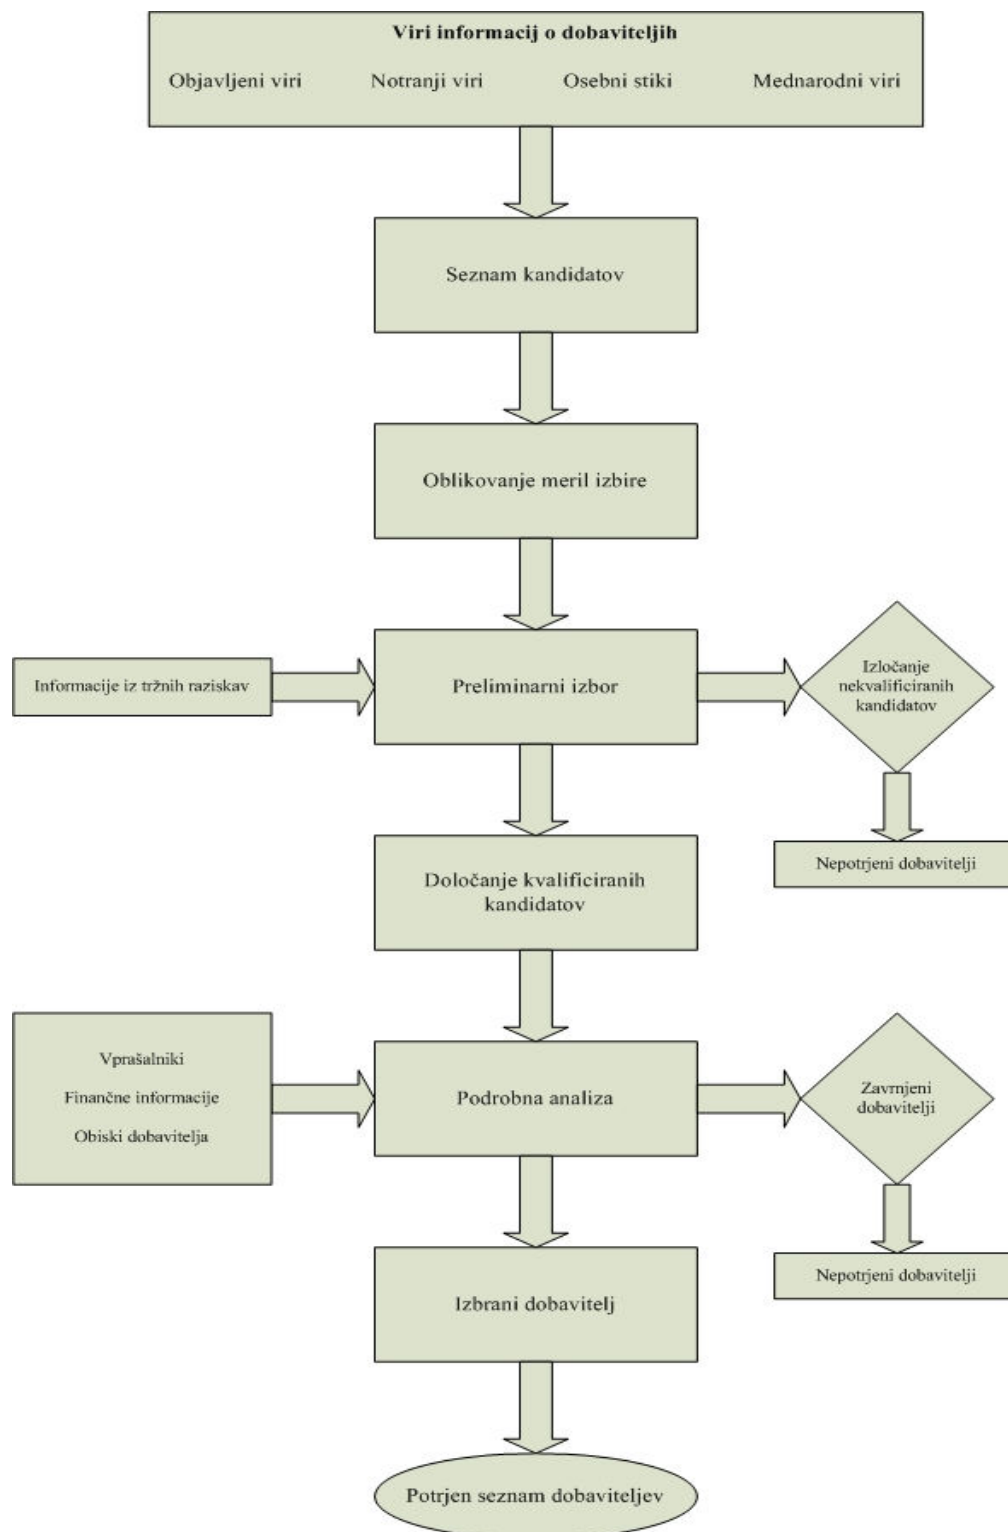 Viri informacij o dobaviteljih
Objavljeni viri Notranji viri Osebni stiki Mednarodni viri
Seznam kandidatov
Oblikovanje meril izbire
Informacije iz tržnih raziskav
Preliminarni izbor
Izločanje
nekvalificiranih
kandidatov
Nepotrjeni dobavitelji
Določanje kvalificiranih
kandidatov
Vprašalniki
Finančne informacije
Obiski dobavitelja
Podrobna analiza
Zavrnjeni
dobavitelji
Nepotrjeni dobavitelji
Izbrani dobavitelj
Potrjen seznam dobaviteljev